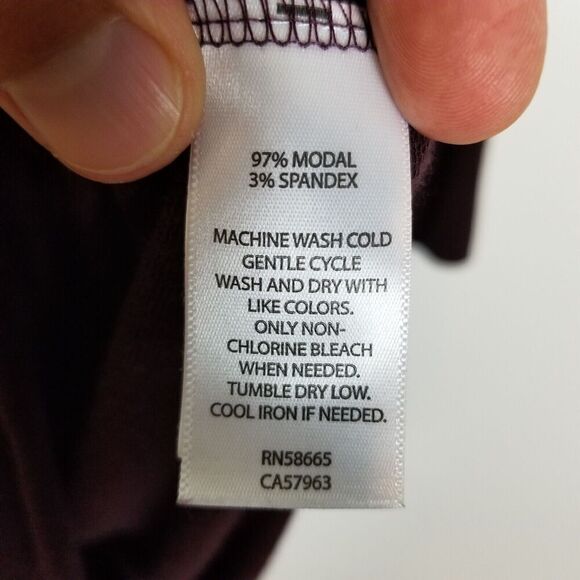 97% MODAL
3% SPANDEX
MACHINE WASH COLD
GENTLE CYCLE
WASH AND DRY WITH
LIKE COLORS.
ONLY NON-
CHLORINE BLEACH
WHEN NEEDED.
TUMBLE DRY LOW.
COOL IRON IF NEEDED.
RN58665
CA57963